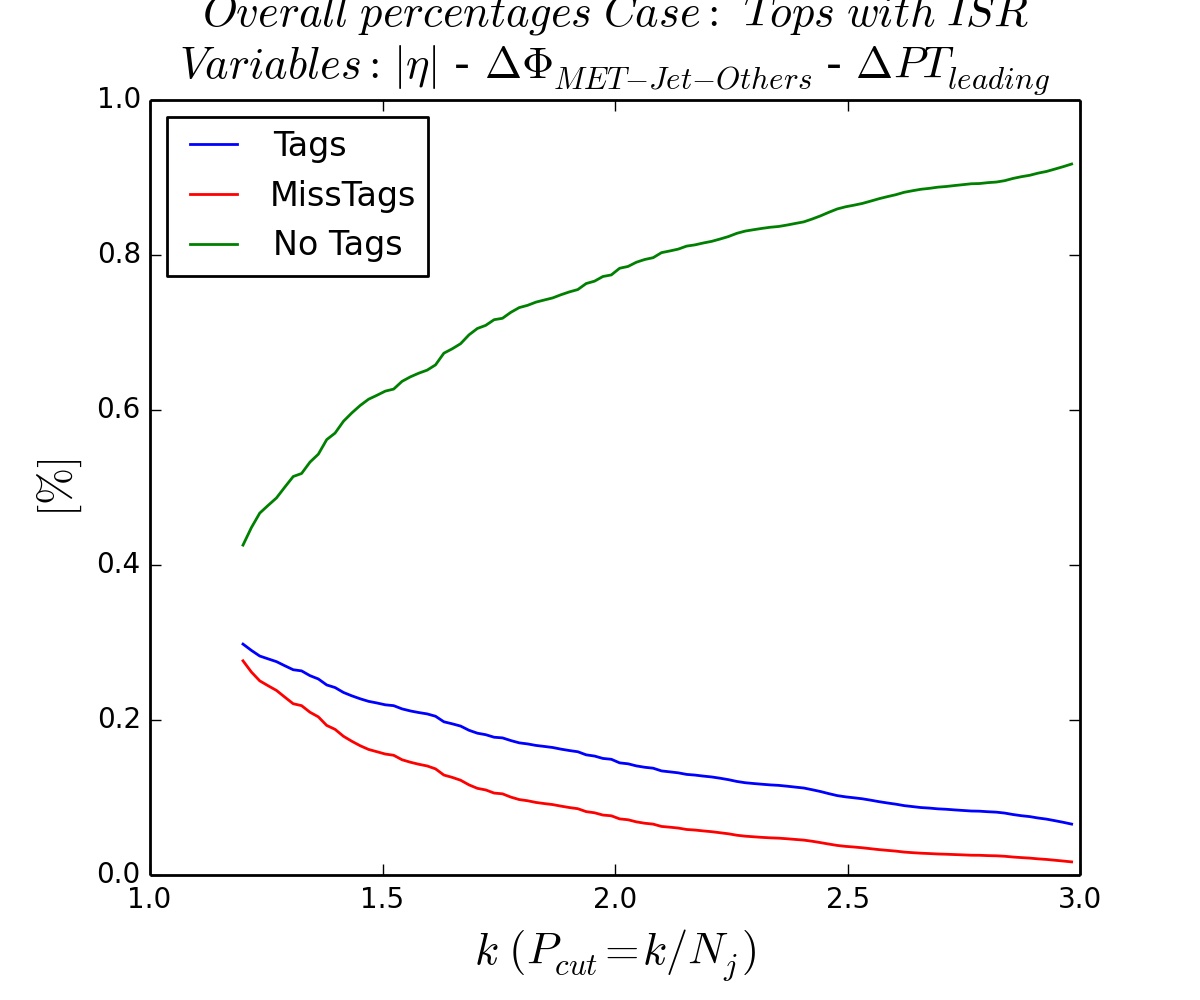 Overall percentages Case: Tops with ISR
Variables: |η| - ΔΦ_{MET−Jet−Others} - ΔPT_{leading}
1.0
Tags
MissTags
No Tags
0.8
0.6
[%]
0.4
0.2
0.0
1.0 1.5 2.0 2.5 3.0
k (P_{cut}=k/N_j)